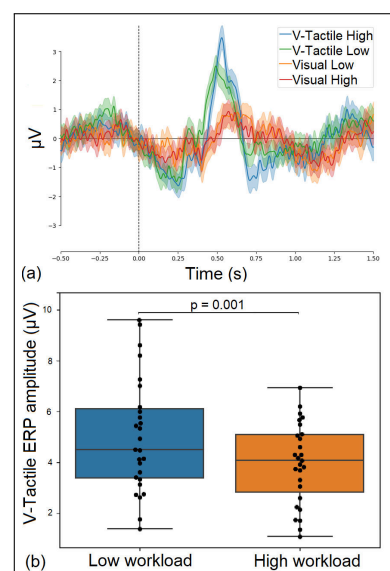 V-Tactile High
V-Tactile Low
Visual Low
Visual High
3
2
1
0
−1
−2
−3
μV
−0.50
−0.25
0.00
0.25
0.50
0.75
1.00
1.25
1.50
(a)
Time (s)
p = 0.001
10
8
6
4
2
V-Tactile ERP amplitude (μV)
(b)
Low workload
High workload